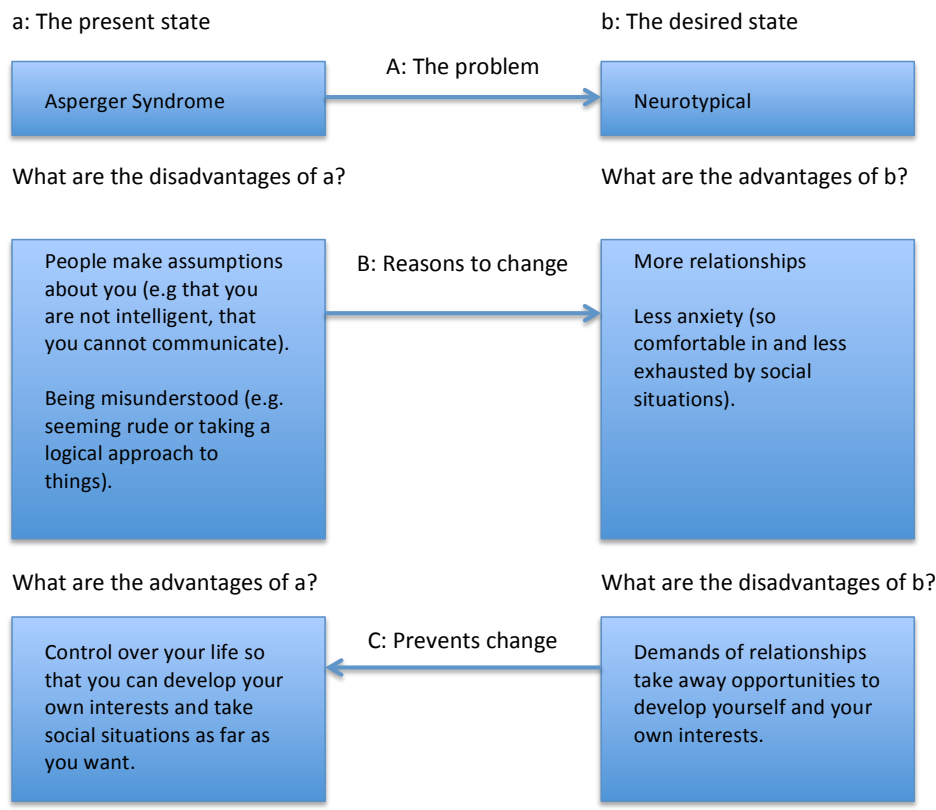 a: The present state
b: The desired state
A: The problem
Asperger Syndrome
Neurotypical
What are the disadvantages of a?
What are the advantages of b?
People make assumptions
about you (e.g that you
are not intelligent, that
you cannot communicate).
Being misunderstood (e.g.
seeming rude or taking a
logical approach to
things).
B: Reasons to change
More relationships
Less anxiety (so
comfortable in and less
exhausted by social
situations).
What are the advantages of a?
What are the disadvantages of b?
Control over your life so
that you can develop your
own interests and take
social situations as far as
you want.
C: Prevents change
Demands of relationships
take away opportunities to
develop yourself and your
own interests.